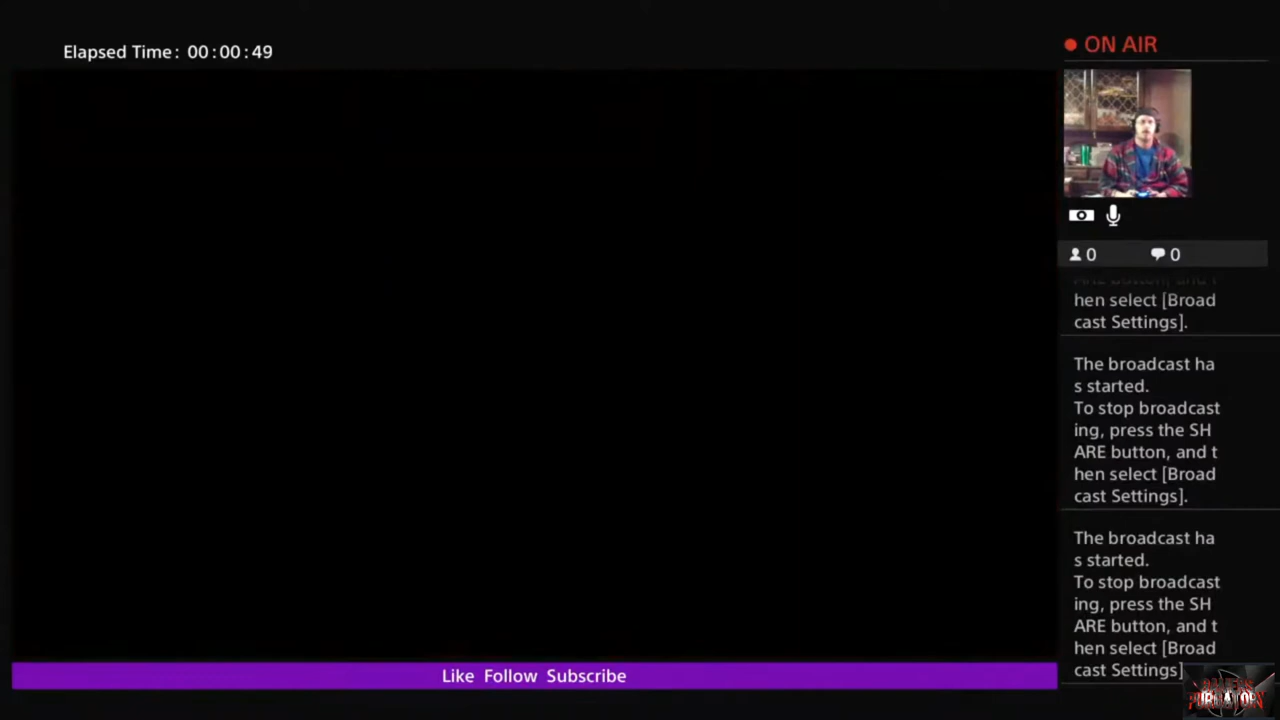 Elapsed Time: 00:00:49
ON AIR
0
0
hen select [Broad
cast Settings].
The broadcast ha
s started.
To stop broadcast
ing, press the SH
ARE button, and t
hen select [Broad
cast Settings].
The broadcast ha
s started.
To stop broadcast
ing, press the SH
ARE button, and t
hen select [Broad
cast Settings]
Like Follow Subscribe